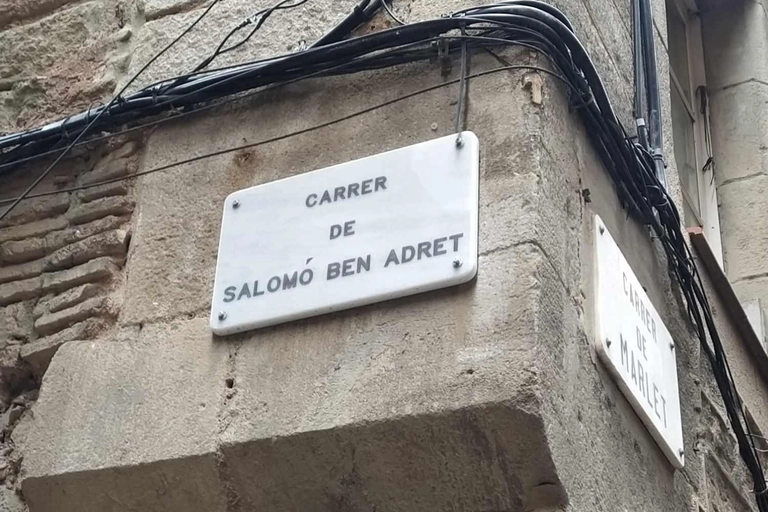 CARRER
DE
SALOMÓ BEN ADRET
CARRER
DE
MARLET